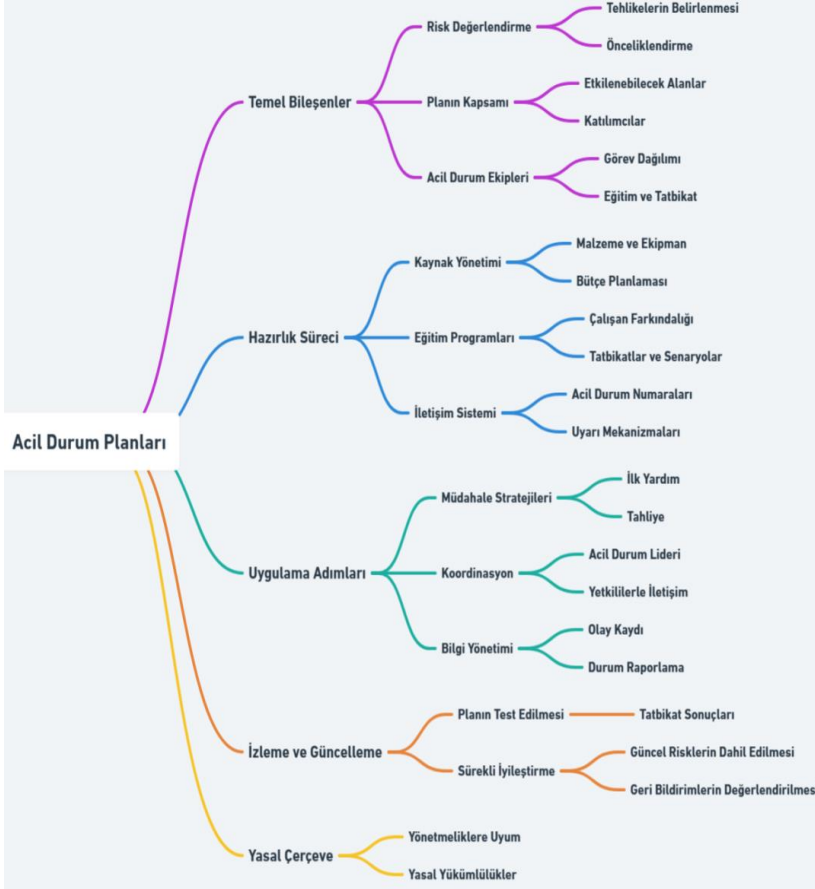 Acil Durum Planları
Temel Bileşenler
Risk Değerlendirme
Tehlikelerin Belirlenmesi
Önceliklendirme
Planın Kapsamı
Etkilenebilecek Alanlar
Katılımcılar
Acil Durum Ekipleri
Görev Dağılımı
Eğitim ve Tatbikat
Hazırlık Süreci
Kaynak Yönetimi
Malzeme ve Ekipman
Bütçe Planlaması
Eğitim Programları
Çalışan Farkındalığı
Tatbikatlar ve Senaryolar
İletişim Sistemi
Acil Durum Numaraları
Uyarı Mekanizmaları
Uygulama Adımları
Müdahale Stratejileri
İlk Yardım
Tahliye
Koordinasyon
Acil Durum Lideri
Yetkililerle İletişim
Bilgi Yönetimi
Olay Kaydı
Durum Raporlama
İzleme ve Güncelleme
Planın Test Edilmesi
Tatbikat Sonuçları
Sürekli İyileştirme
Güncel Risklerin Dahil Edilmesi
Geri Bildirimlerin Değerlendirilmes
Yasal Çerçeve
Yönetmeliklere Uyum
Yasal Yükümlülükler